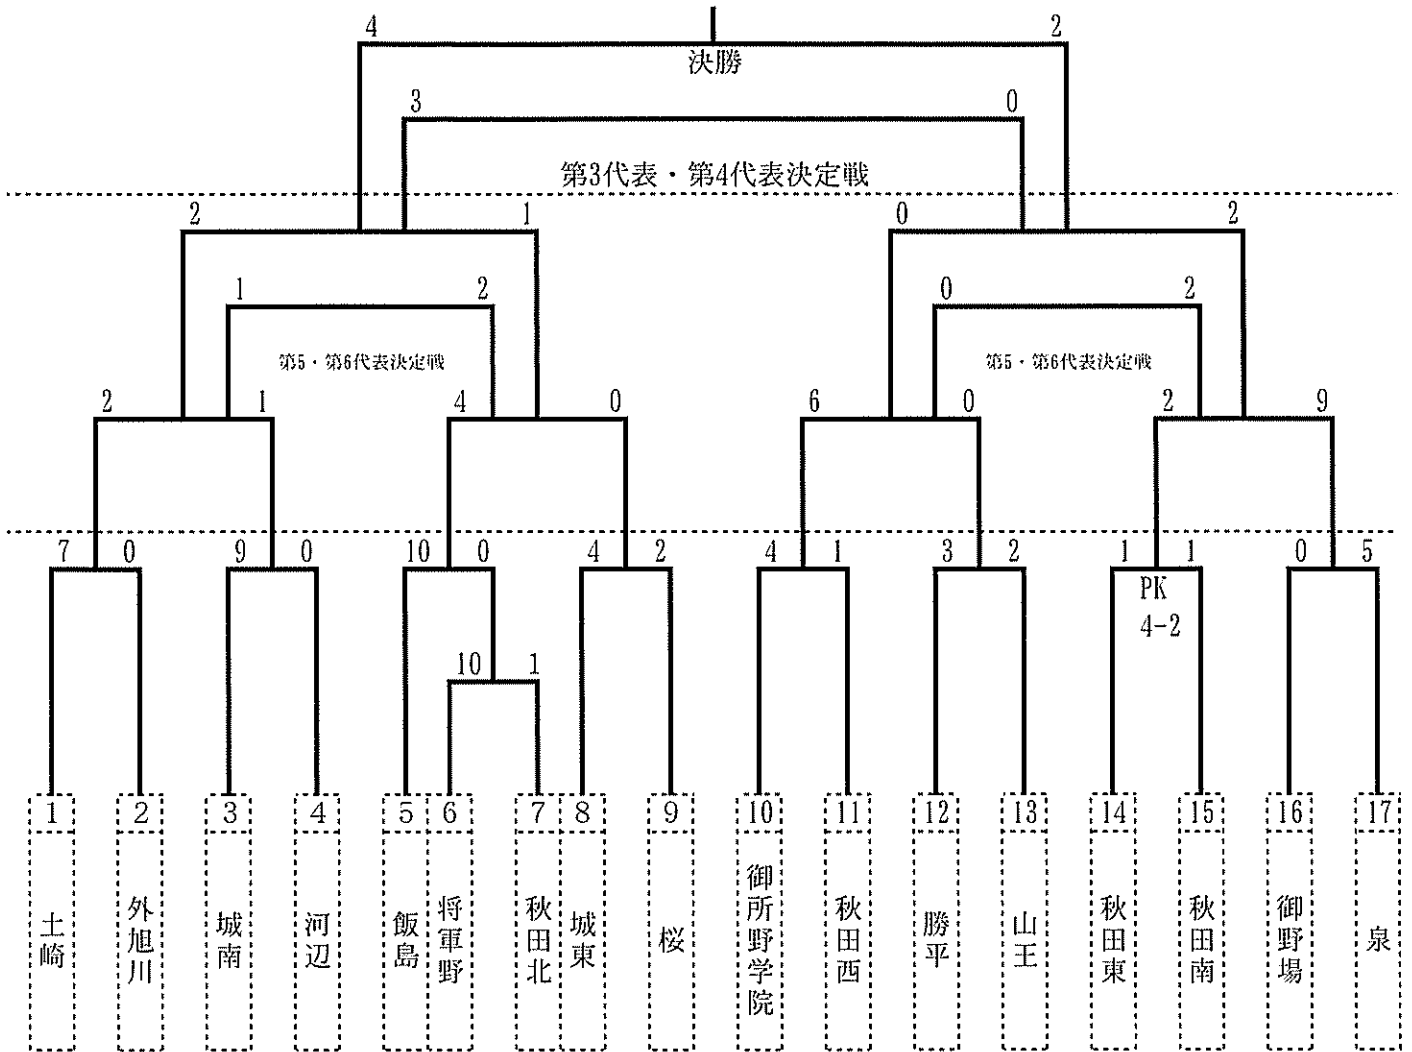 4 2
決勝
3 0
第3代表・第4代表決定戦
2 1 0 2
1 2 0 2
第5・第6代表決定戦 第5・第6代表決定戦
2 1 4 0 6 0 2 9
7 0 9 0 10 0 4 2 4 1 3 2 1 1 0 5
PK
4-2
10 1
1 2 3 4 5 6 7 8 9 10 11 12 13 14 15 16 17
土崎
外旭川
城南
河辺
飯島
将軍野
秋田北
城東
桜
御所野学院
秋田西
勝平
山王
秋田東
秋田南
御野場
泉